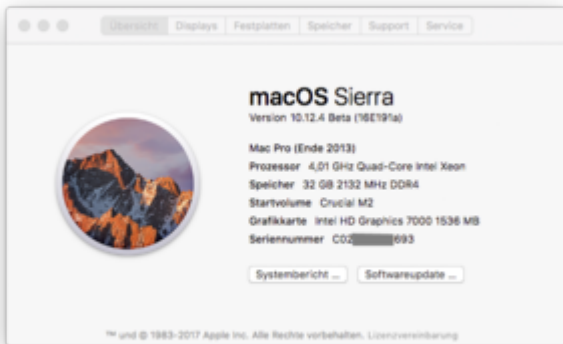 Übersicht Displays Festplatten Speicher Support Service
macOS Sierra
Version 10.12.4 Beta (16E191a)
Mac Pro (Ende 2013)
Prozessor 4,01 GHz Quad-Core Intel Xeon
Speicher 32 GB 2132 MHz DDR4
Startvolume Crucial M2
Grafikkarte Intel HD Graphics 7000 1536 MB
Seriennummer C02 693
Systembericht ... Softwareupdate ...
™ und © 1983-2017 Apple Inc. Alle Rechte vorbehalten. Lizenzvereinbarung